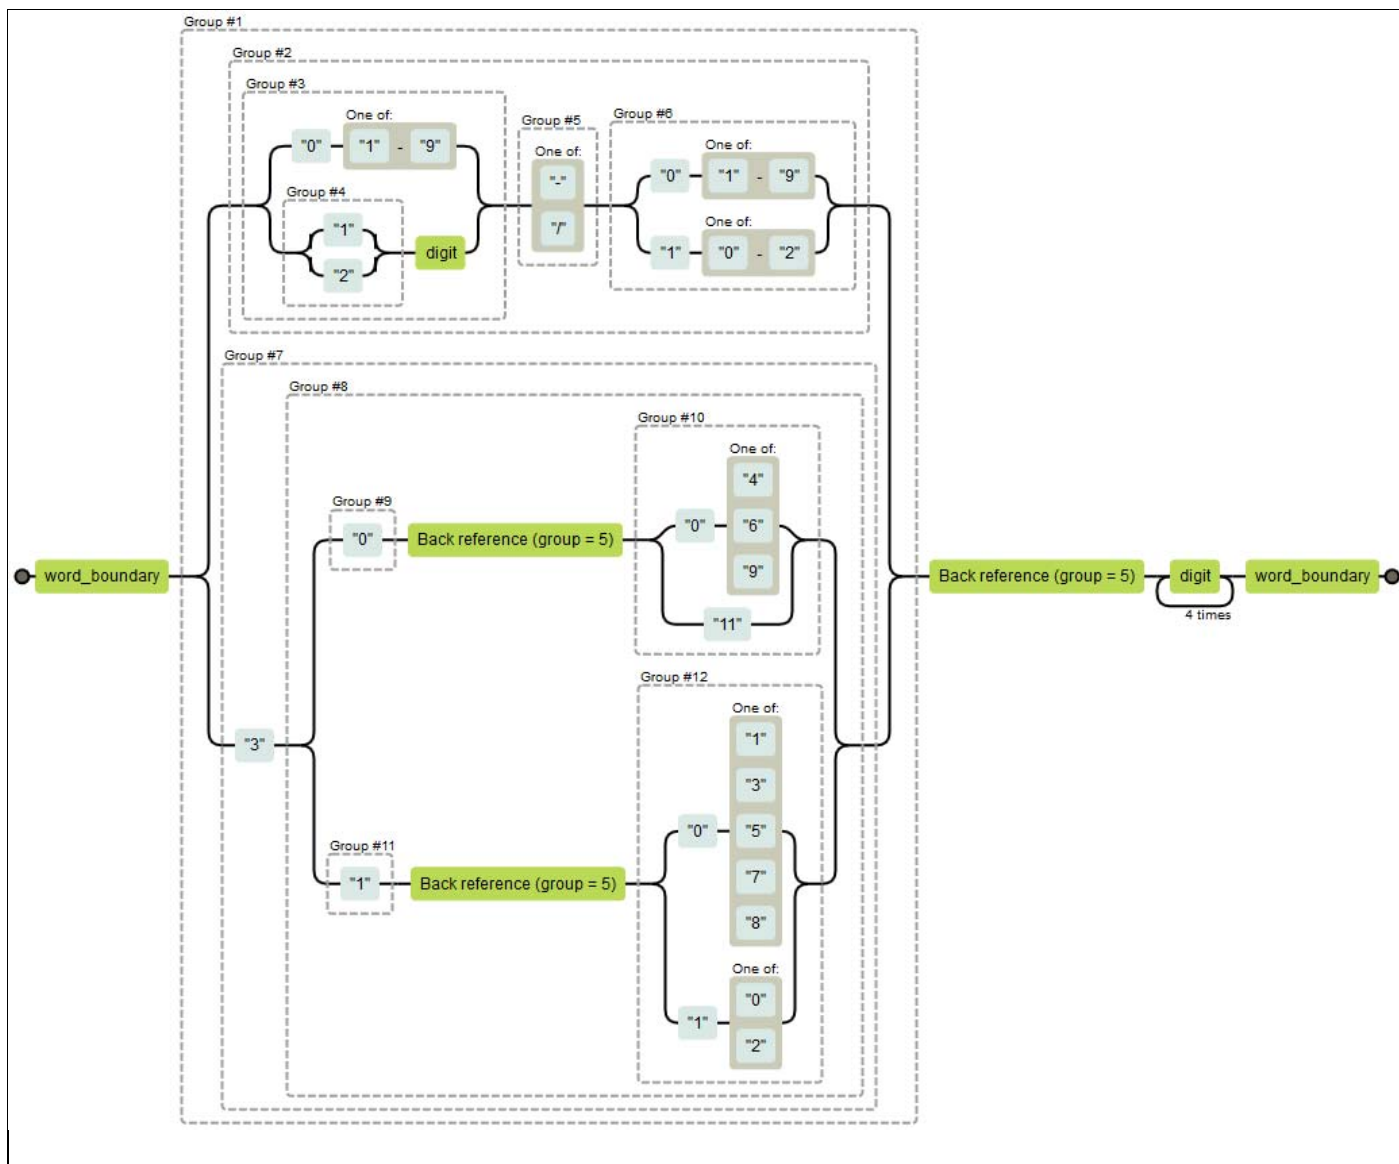 Group #1
Group #2
Group #3
"0"
One of:
"1" - "9"
Group #4
"1"
"2"
digit
Group #5
One of:
"-"
"/"
Group #6
"0"
One of:
"1" - "9"
"1"
One of:
"0" - "2"
Group #7
Group #8
Group #9
"0"
Back reference (group = 5)
Group #10
"0"
One of:
"4"
"6"
"9"
"11"
word_boundary
Back reference (group = 5)
digit
4 times
word_boundary
"3"
Group #11
"1"
Back reference (group = 5)
Group #12
"0"
One of:
"1"
"3"
"5"
"7"
"8"
"1"
One of:
"0"
"2"